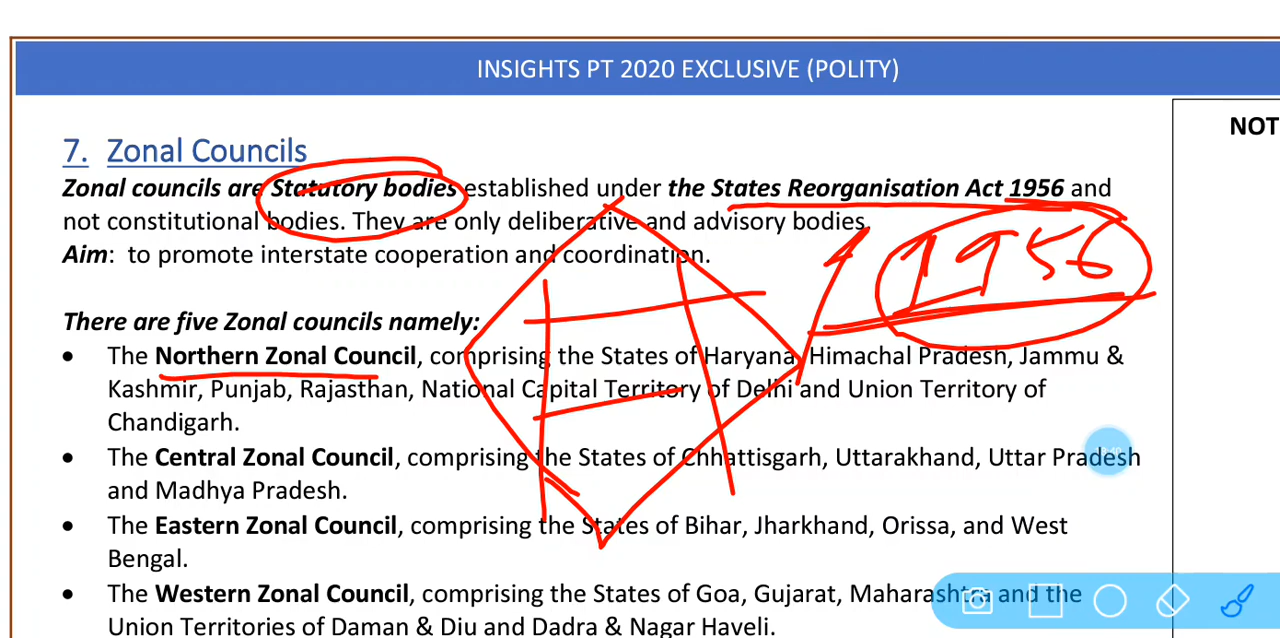 INSIGHTS PT 2020 EXCLUSIVE (POLITY)
NOT
7. Zonal Councils
Zonal councils are Statutory bodies established under the States Reorganisation Act 1956 and
not constitutional bodies. They are only deliberative and advisory bodies.
Aim: to promote interstate cooperation and coordination.
1956
There are five Zonal councils namely:
• The Northern Zonal Council, comprising the States of Haryana, Himachal Pradesh, Jammu &
Kashmir, Punjab, Rajasthan, National Capital Territory of Delhi and Union Territory of
Chandigarh.
• The Central Zonal Council, comprising the States of Chhattisgarh, Uttarakhand, Uttar Pradesh
and Madhya Pradesh.
• The Eastern Zonal Council, comprising the States of Bihar, Jharkhand, Orissa, and West
Bengal.
• The Western Zonal Council, comprising the States of Goa, Gujarat, Maharashtra and the
Union Territories of Daman & Diu and Dadra & Nagar Haveli.